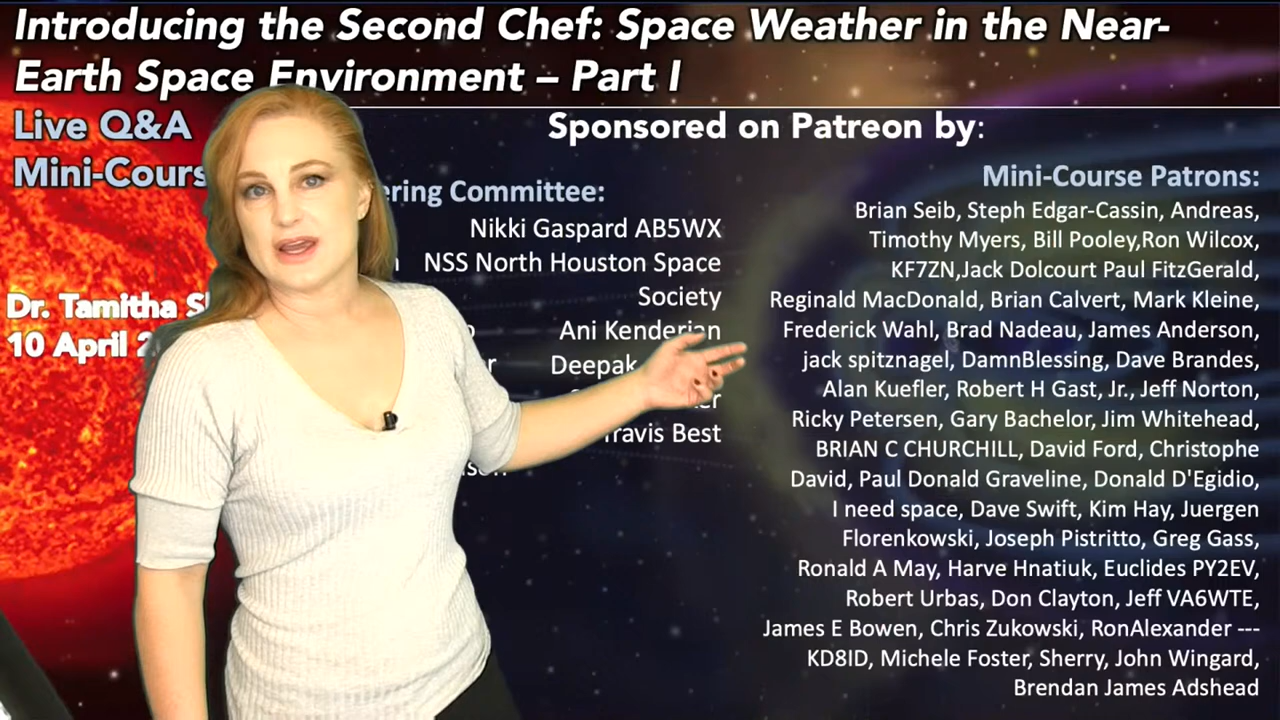 Introducing the Second Chef: Space Weather in the Near-
Earth Space Environment – Part I
Live Q&A
Mini-Cours
Dr. Tamitha
10 April
Sponsored on Patreon by:
Committee:
Nikki Gaspard AB5WX
NSS North Houston Space
Society
Ani Kenderian
Deepak
Travis Best
Mini-Course Patrons:
Brian Seib, Steph Edgar-Cassin, Andreas,
Timothy Myers, Bill Pooley,Ron Wilcox,
KF7ZN,Jack Dolcourt Paul FitzGerald,
Reginald MacDonald, Brian Calvert, Mark Kleine,
Frederick Wahl, Brad Nadeau, James Anderson,
jack spitznagel, DamnBlessing, Dave Brandes,
Alan Kuefler, Robert H Gast, Jr., Jeff Norton,
Ricky Petersen, Gary Bachelor, Jim Whitehead,
BRIAN C CHURCHILL, David Ford, Christophe
David, Paul Donald Graveline, Donald D'Egidio,
I need space, Dave Swift, Kim Hay, Juergen
Florenkowski, Joseph Pistritto, Greg Gass,
Ronald A May, Harve Hnatiuk, Euclides PY2EV,
Robert Urbas, Don Clayton, Jeff VA6WTE,
James E Bowen, Chris Zukowski, RonAlexander ---
KD8ID, Michele Foster, Sherry, John Wingard,
Brendan James Adshead